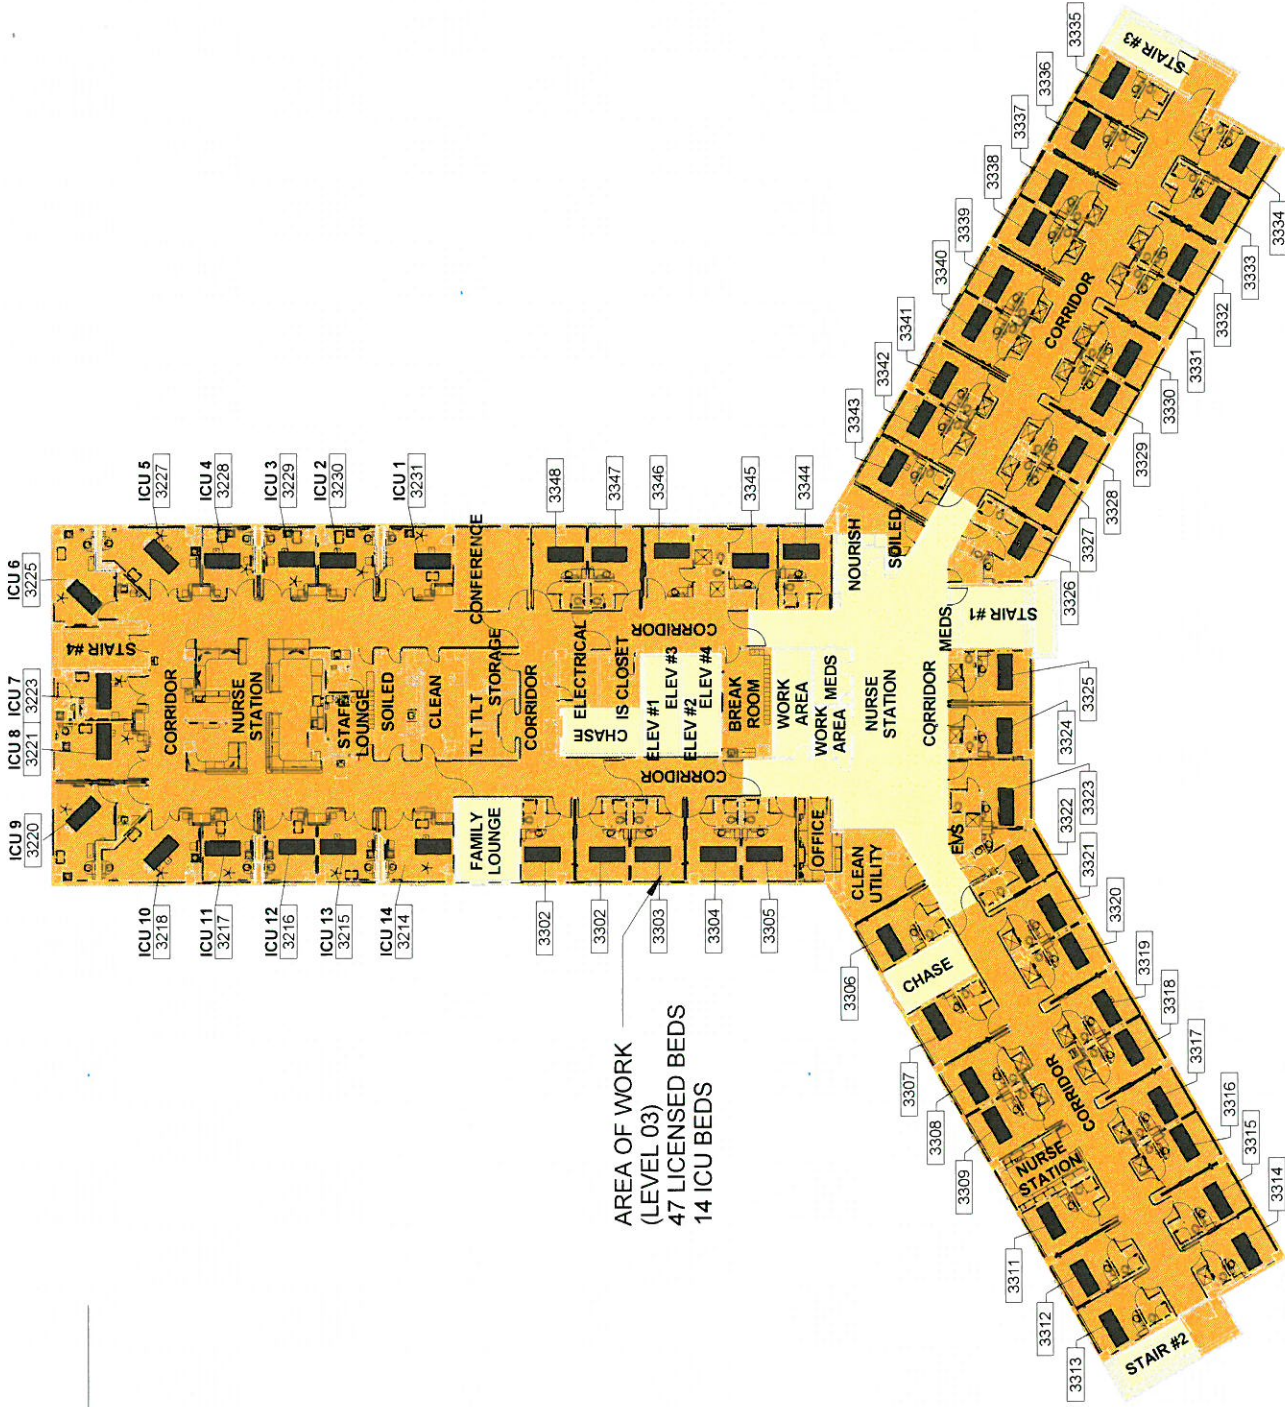 ICU 9
3220
ICU 8
3221
ICU 7
3223
ICU 6
3225
STAIR #4
ICU 10
3218
ICU 11
3217
ICU 12
3216
ICU 13
3215
ICU 14
3214
ICU 5
3227
ICU 4
3228
ICU 3
3229
ICU 2
3230
ICU 1
3231
CORRIDOR
NURSE
STATION
STAFF
LOUNGE
SOILED
CLEAN
TLT TLT
STORAGE
CONFERENCE
FAMILY
LOUNGE
CORRIDOR
ELECTRICAL
CHASE
IS CLOSET
ELEV #1
ELEV #2
ELEV #3
ELEV #4
CORRIDOR
CORRIDOR
BREAK
ROOM
3302
3302
3303
3304
3305
3348
3347
3346
3345
3344
AREA OF WORK
(LEVEL 03)
47 LICENSED BEDS
14 ICU BEDS
WORK
AREA
WORK
AREA
MEDS
OFFICE
CLEAN
UTILITY
NURSE
STATION
NOURISH
SOILED
CORRIDOR
MEDS
EVS
STAIR #1
3306
CHASE
3307
3308
3309
NURSE
STATION
3311
3312
3313
STAIR #2
CORRIDOR
3314
3315
3316
3317
3318
3319
3320
3321
3322
3323
3324
3325
3326
3327
3328
3329
3330
3331
3332
3333
3334
CORRIDOR
3343
3342
3341
3340
3339
3338
3337
3336
3335
STAIR #3